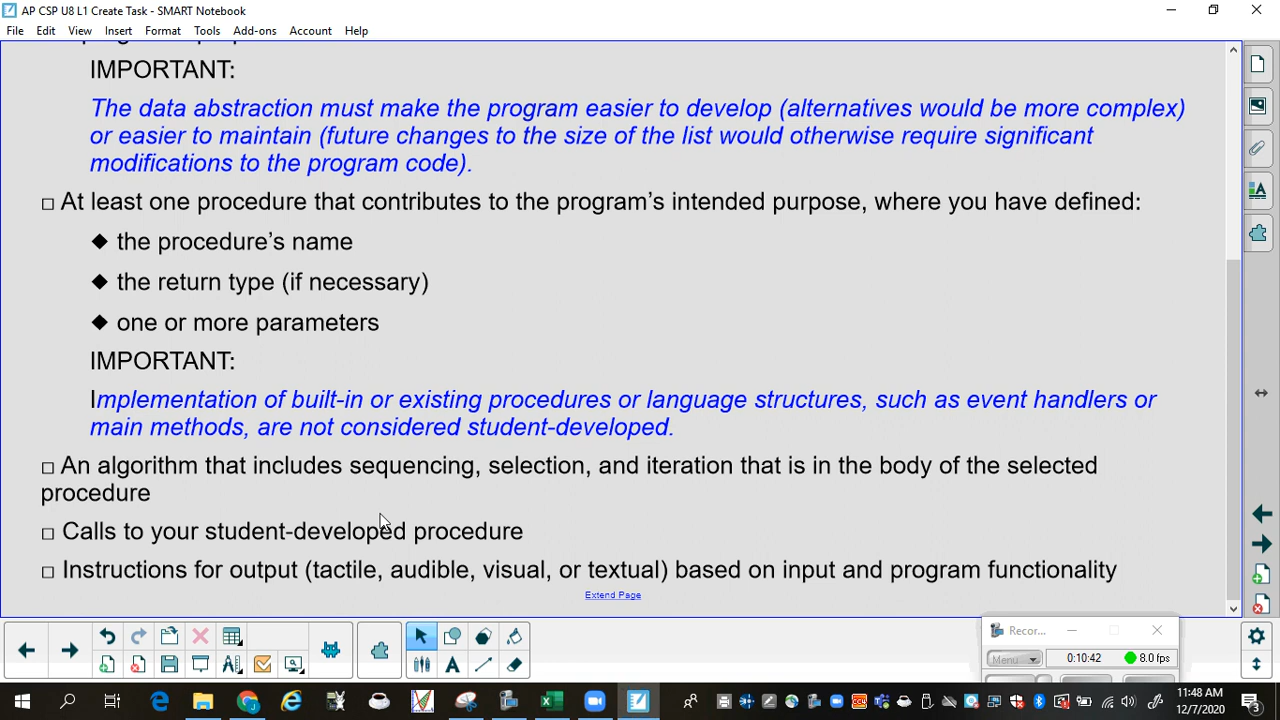 AP CSP U8 L1 Create Task - SMART Notebook
File Edit View Insert Format Tools Add-ons Account Help
IMPORTANT:
The data abstraction must make the program easier to develop (alternatives would be more complex)
or easier to maintain (future changes to the size of the list would otherwise require significant
modifications to the program code).
□ At least one procedure that contributes to the program's intended purpose, where you have defined:
◆ the procedure's name
◆ the return type (if necessary)
◆ one or more parameters
IMPORTANT:
Implementation of built-in or existing procedures or language structures, such as event handlers or
main methods, are not considered student-developed.
□ An algorithm that includes sequencing, selection, and iteration that is in the body of the selected
procedure
□ Calls to your student-developed procedure
□ Instructions for output (tactile, audible, visual, or textual) based on input and program functionality
Extend Page
Recor...
Menu 0:10:42 8.0 fps
11:48 AM
12/7/2020